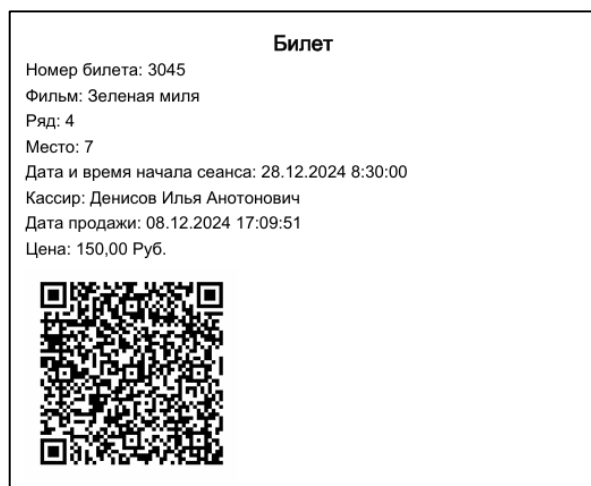 Билет
Номер билета: 3045
Фильм: Зеленая миля
Ряд: 4
Место: 7
Дата и время начала сеанса: 28.12.2024 8:30:00
Кассир: Денисов Илья Анотонович
Дата продажи: 08.12.2024 17:09:51
Цена: 150,00 Руб.